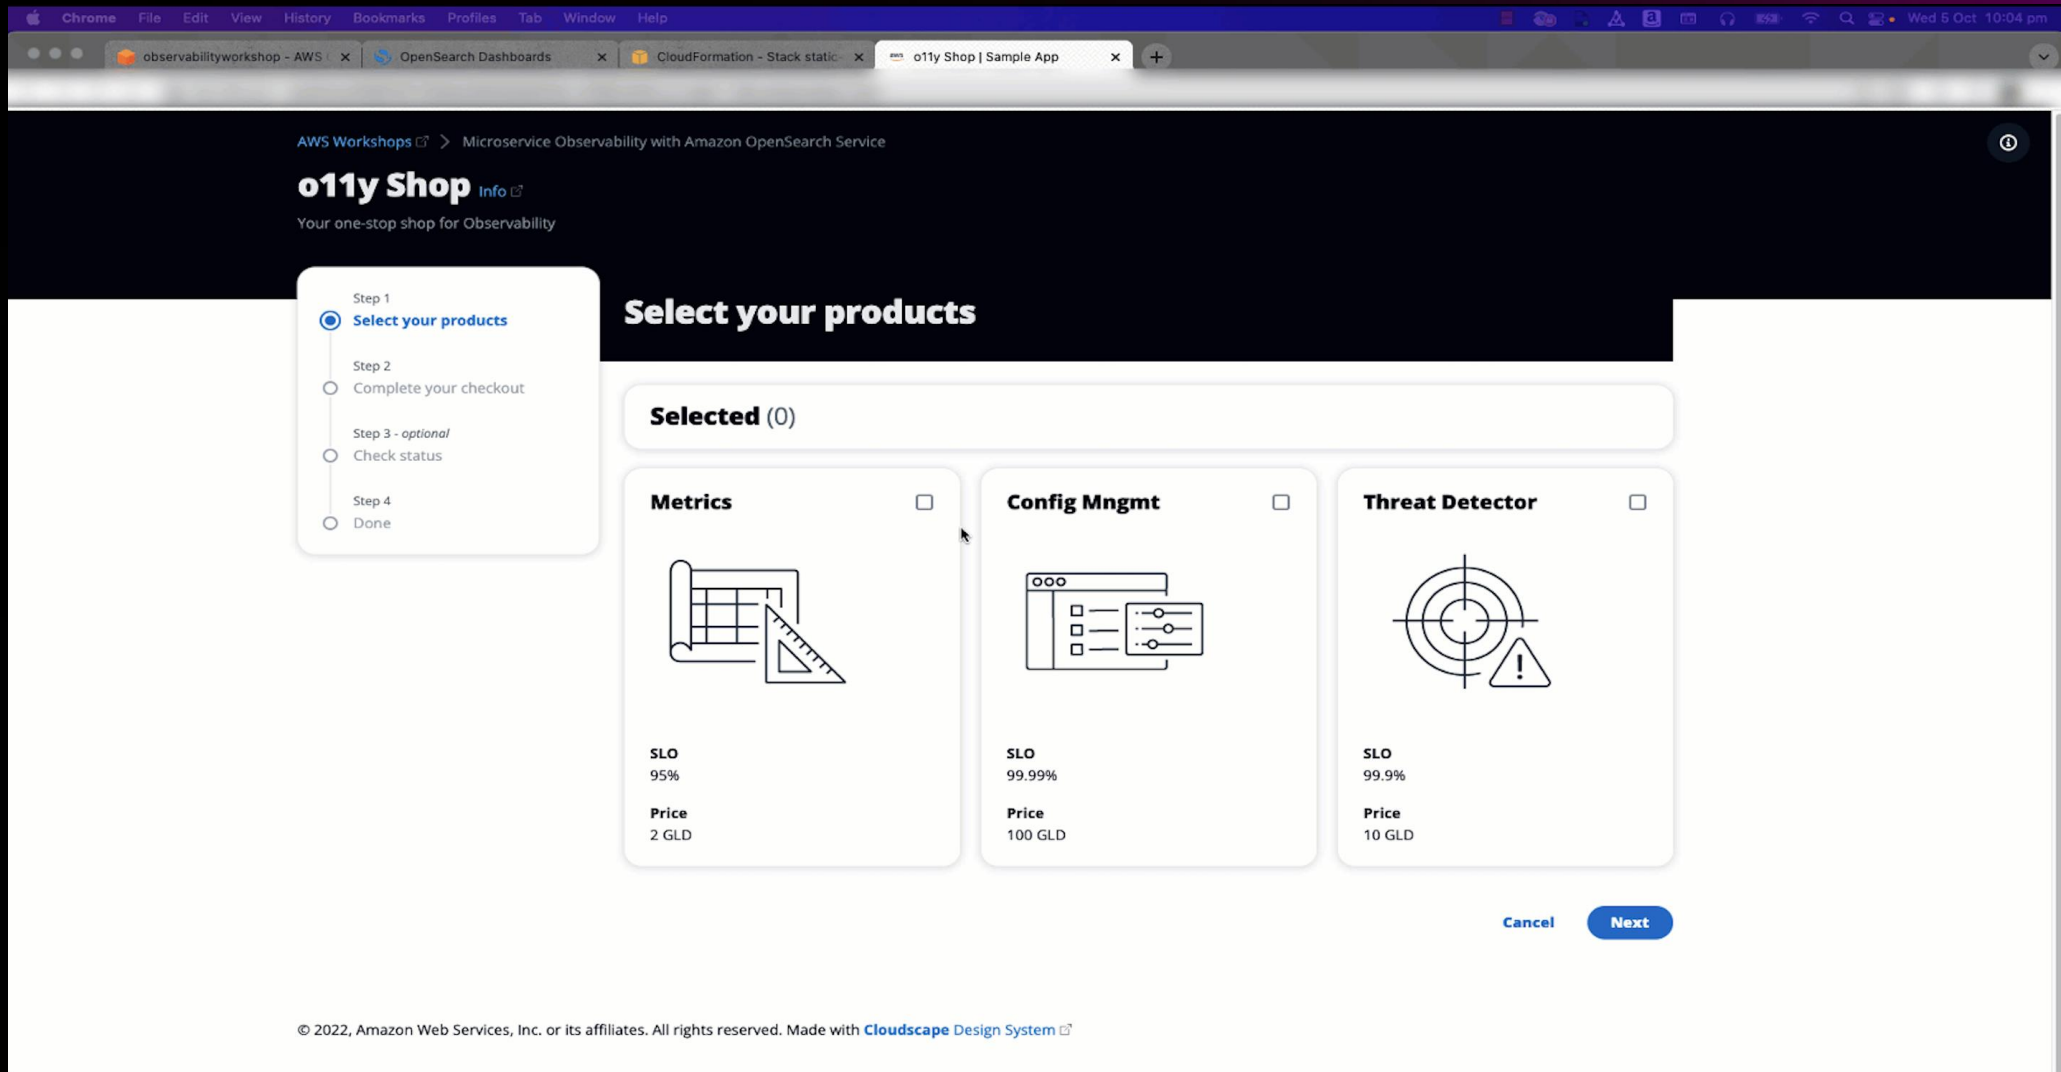 Chrome File Edit View History Bookmarks Profiles Tab Window Help
Wed 5 Oct 10:04 pm
observabilityworkshop - AWS
OpenSearch Dashboards
CloudFormation - Stack static-
o11y Shop | Sample App
AWS Workshops > Microservice Observability with Amazon OpenSearch Service
o11y Shop Info
Your one-stop shop for Observability
Step 1
Select your products
Step 2
Complete your checkout
Step 3 - optional
Check status
Step 4
Done
Select your products
Selected (0)
Metrics
SLO
95%
Price
2 GLD
Config Mngmt
SLO
99.99%
Price
100 GLD
Threat Detector
SLO
99.9%
Price
10 GLD
Cancel
Next
© 2022, Amazon Web Services, Inc. or its affiliates. All rights reserved. Made with Cloudscape Design System